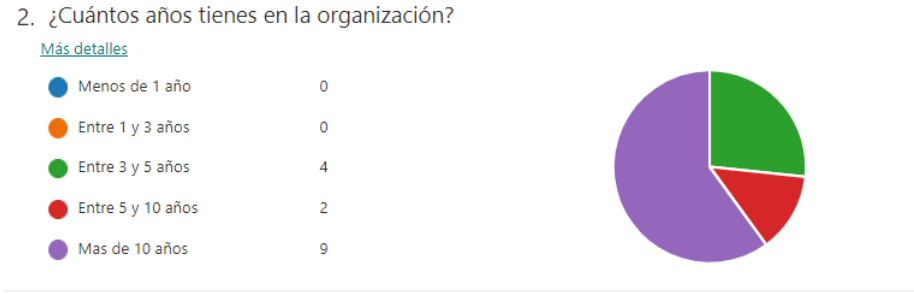 2. ¿Cuántos años tienes en la organización?
Más detalles
Menos de 1 año 0
Entre 1 y 3 años 0
Entre 3 y 5 años 4
Entre 5 y 10 años 2
Mas de 10 años 9